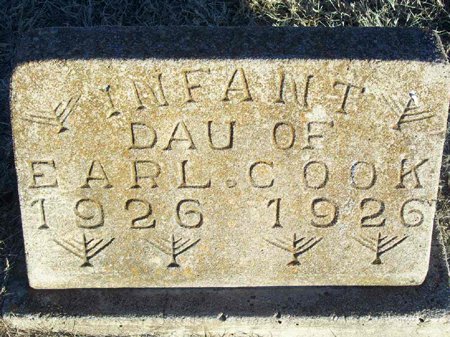 INFANT
DAU OF
EARL. COOK
1926 1926